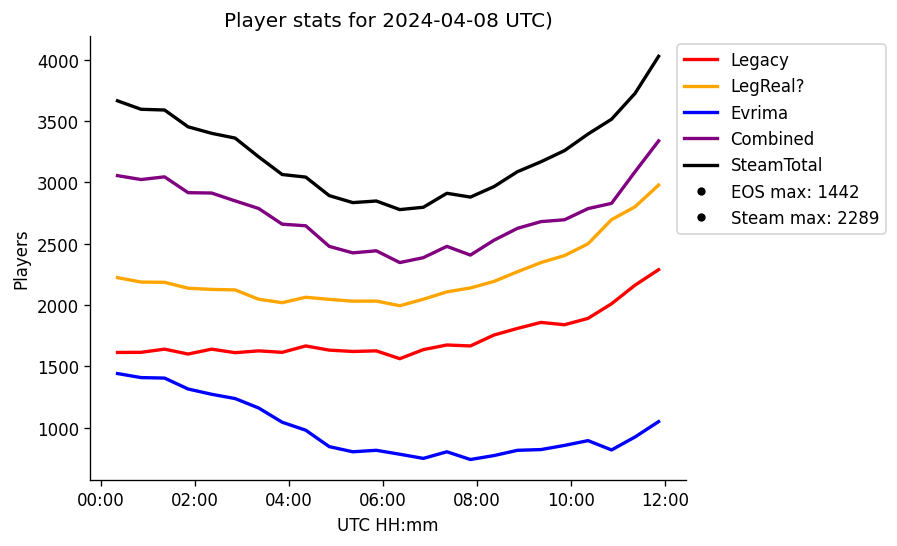 Player stats for 2024-04-08 UTC)
Legacy
LegReal?
Evrima
Combined
SteamTotal
EOS max: 1442
Steam max: 2289
Players
4000
3500
3000
2500
2000
1500
1000
00:00 02:00 04:00 06:00 08:00 10:00 12:00
UTC HH:mm